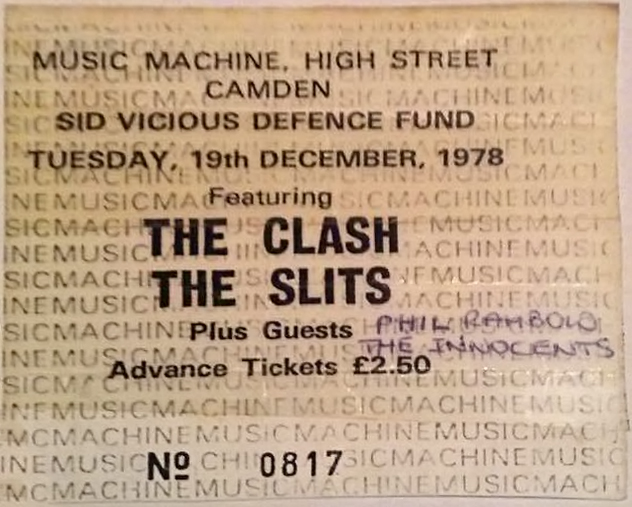 MUSIC MACHINE, HIGH STREET
CAMDEN
SID VICIOUS DEFENCE FUND
TUESDAY, 19th DECEMBER, 1978
Featuring
THE CLASH
THE SLITS
Plus Guests PHIL RAMBOW
THE INNOCENTS
Advance Tickets £2.50
Nº 0817